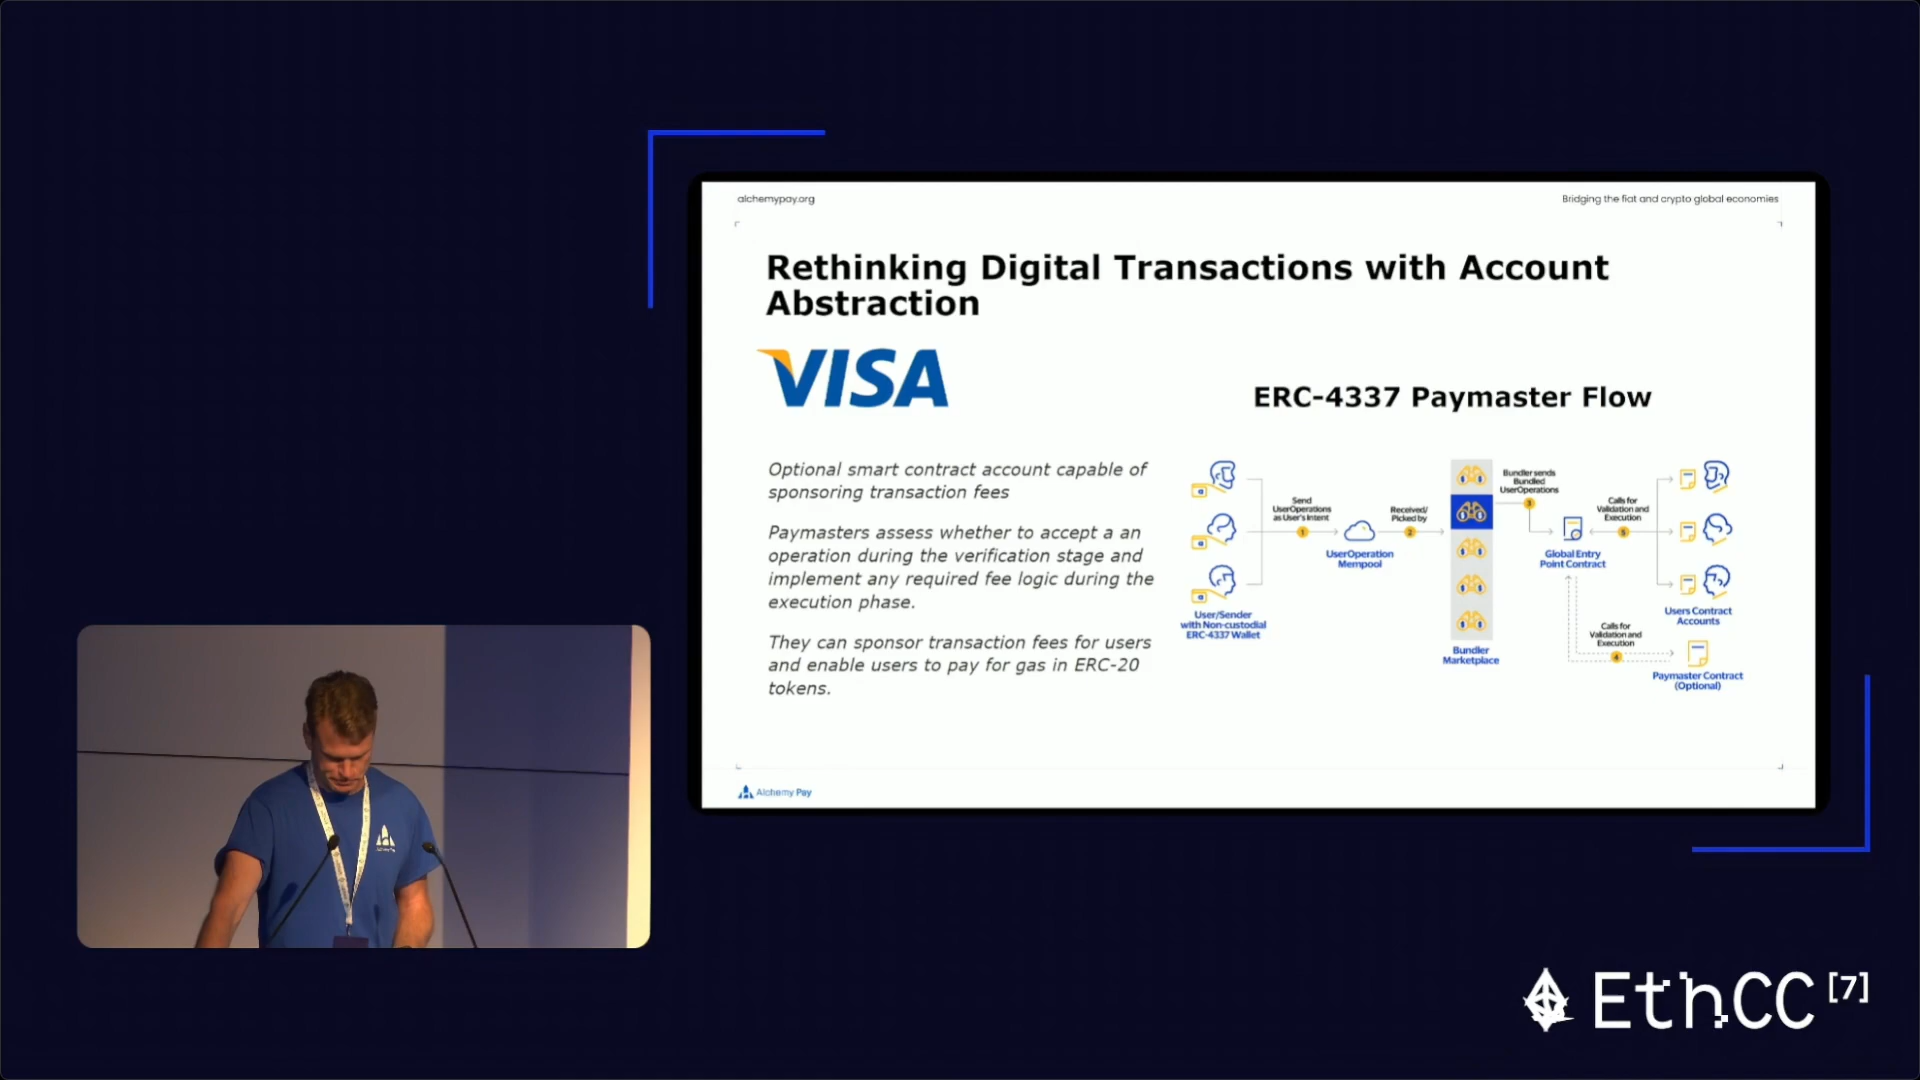 alchemypay.org
Bridging the fiat and crypto global economies
Rethinking Digital Transactions with Account
Abstraction
VISA
ERC-4337 Paymaster Flow
Optional smart contract account capable of
sponsoring transaction fees
Paymasters assess whether to accept a an
operation during the verification stage and
implement any required fee logic during the
execution phase.
They can sponsor transaction fees for users
and enable users to pay for gas in ERC-20
tokens.
User/Sender
with Non-custodial
ERC-4337 Wallet
Send
UserOperations
as User's Intent
1
UserOperation
Mempool
Received/
Picked by
2
Bundler
Marketplace
Bundler sends
Bundled
UserOperations
3
Global Entry
Point Contract
Calls for
Validation and
Execution
5
Users Contract
Accounts
Calls for
Validation and
Execution
4
Paymaster Contract
(Optional)
Alchemy Pay
EthCC [7]